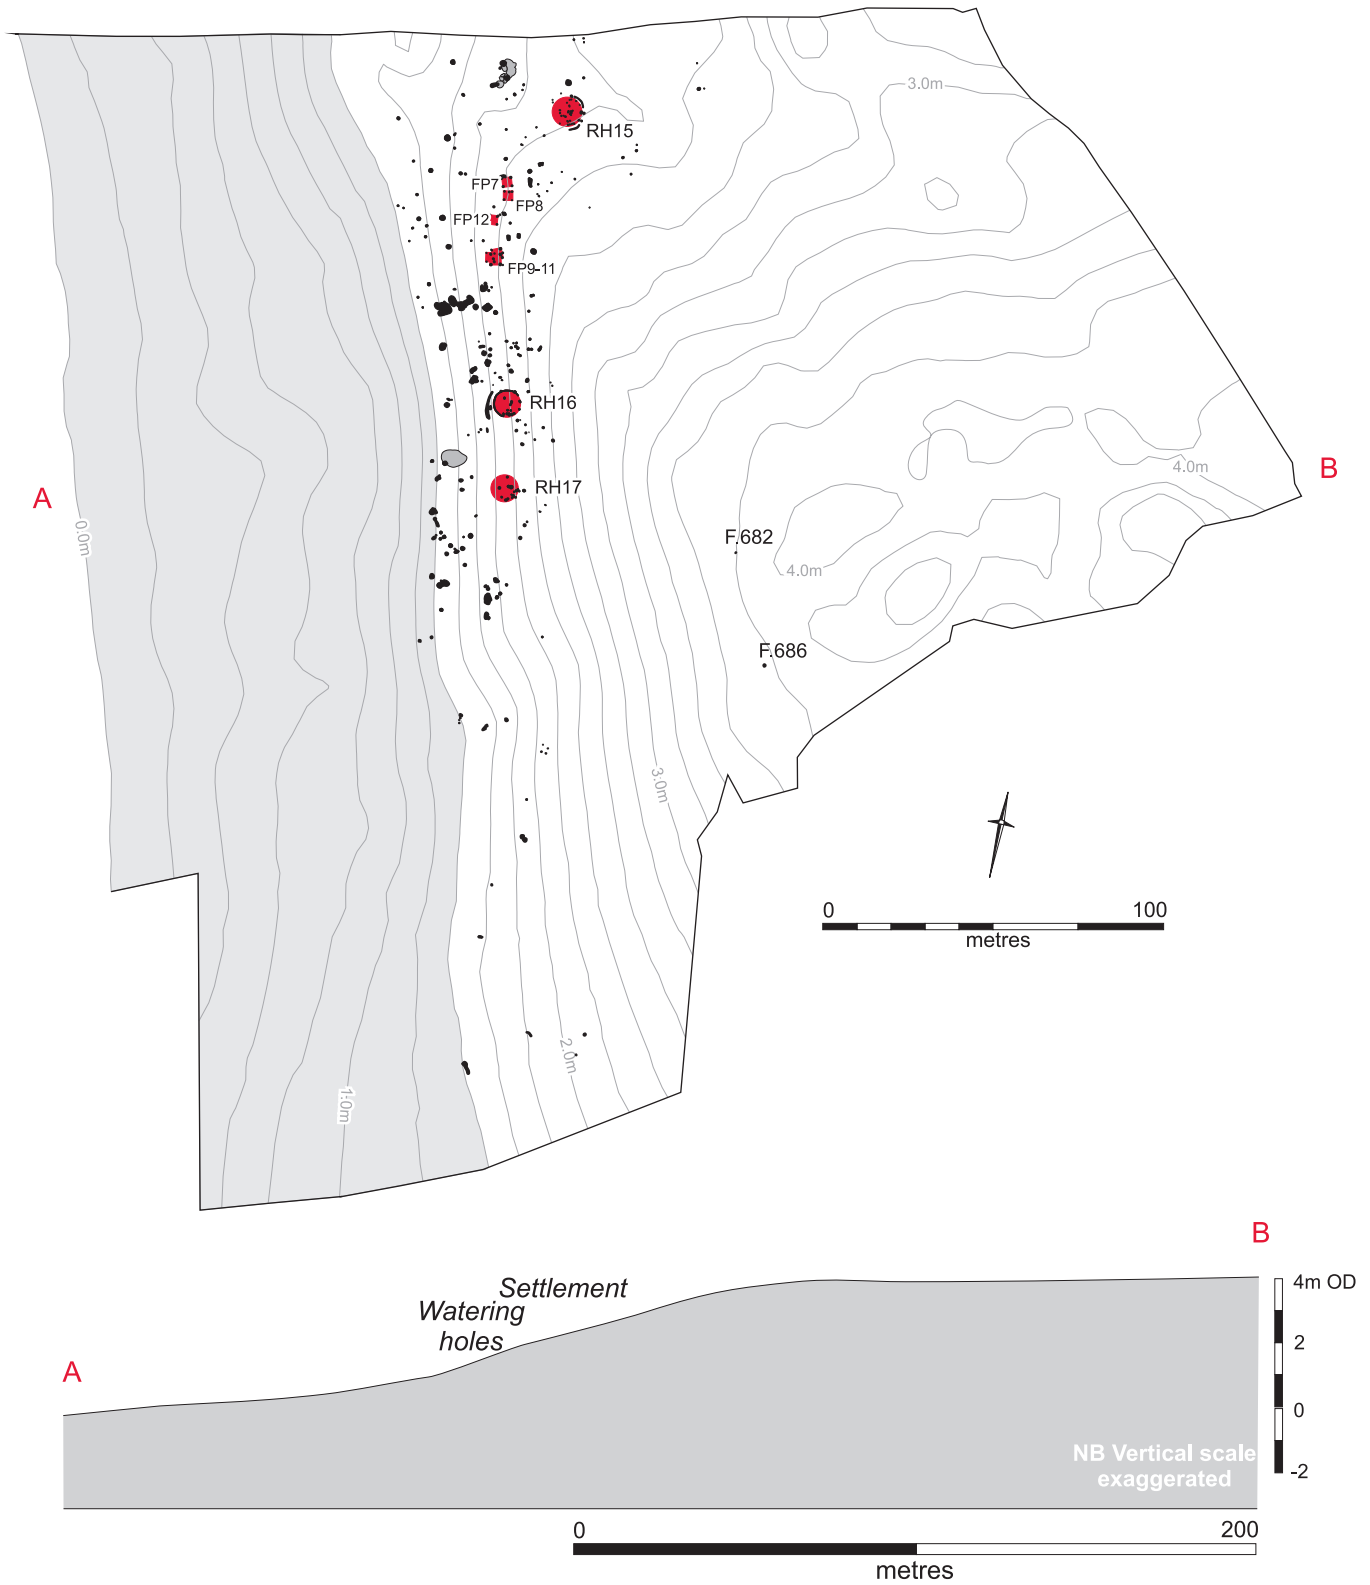 3.0m
RH15
FP7
FP8
FP12
FP9-11
RH16
RH17
4.0m
A
B
0.0m
F.682
4.0m
F.686
3.0m
0
100
metres
2.0m
1.0m
B
Settlement
4m OD
Watering
holes
2
A
0
NB Vertical scale
exaggerated
-2
0
200
metres